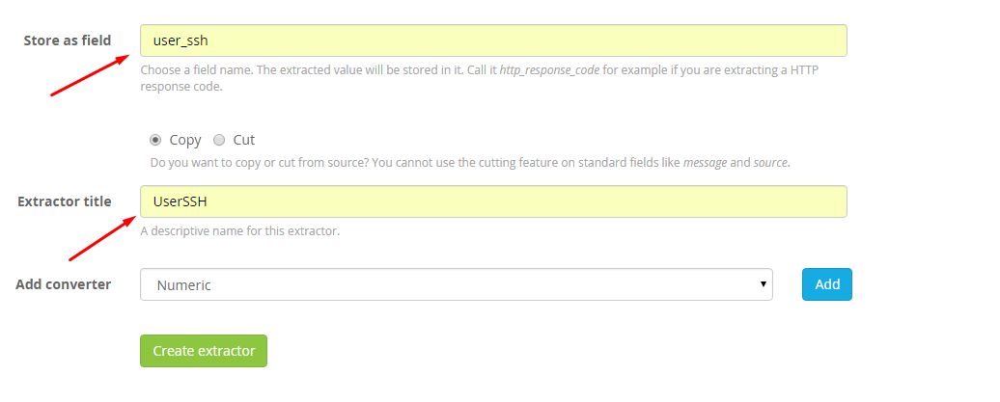 Store as field
user_ssh
Choose a field name. The extracted value will be stored in it. Call it http_response_code for example if you are extracting a HTTP
response code.
Copy Cut
Do you want to copy or cut from source? You cannot use the cutting feature on standard fields like message and source.
Extractor title
UserSSH
A descriptive name for this extractor.
Add converter
Numeric
Add
Create extractor